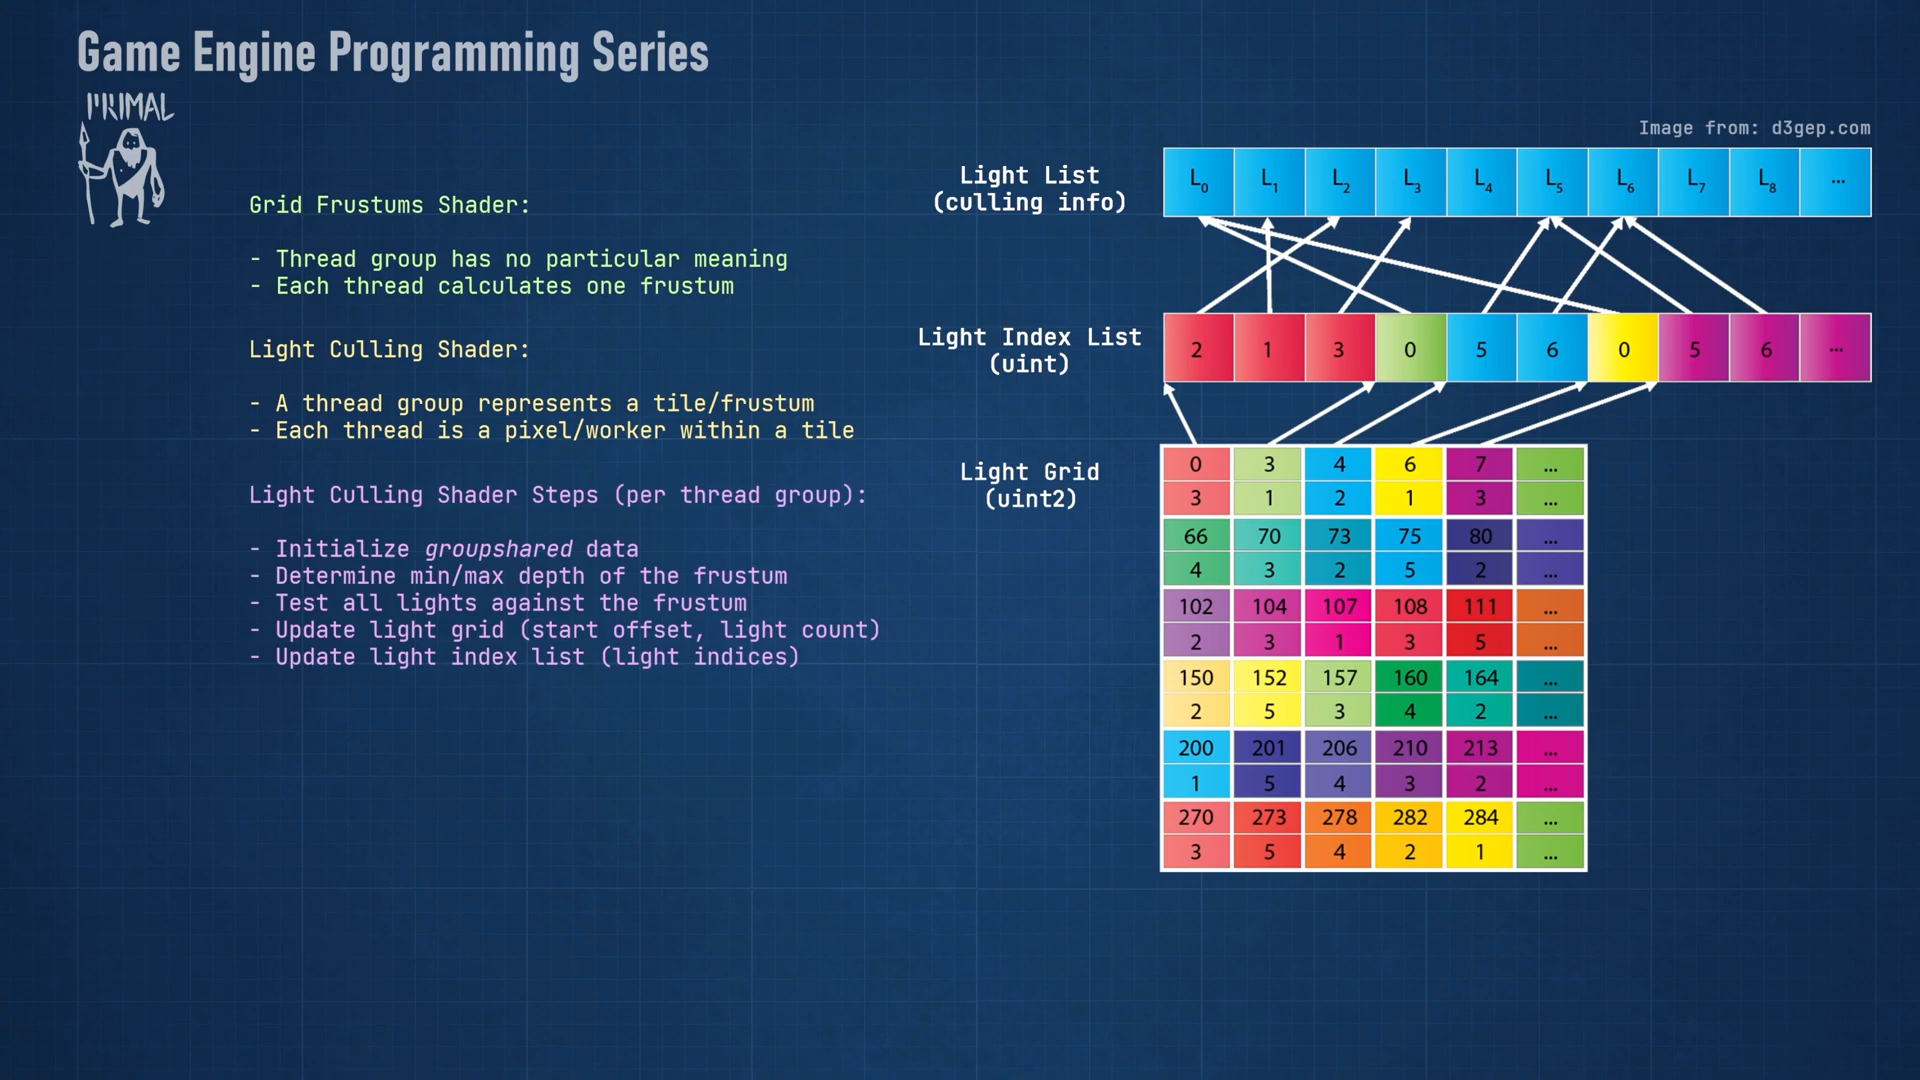 Game Engine Programming Series
PRIMAL
Grid Frustums Shader:
- Thread group has no particular meaning
- Each thread calculates one frustum
Light Culling Shader:
- A thread group represents a tile/frustum
- Each thread is a pixel/worker within a tile
Light Culling Shader Steps (per thread group):
- Initialize groupshared data
- Determine min/max depth of the frustum
- Test all lights against the frustum
- Update light grid (start offset, light count)
- Update light index list (light indices)
Image from: d3gep.com
Light List
(culling info)
L₀ L₁ L₂ L₃ L₄ L₅ L₆ L₇ L₈ ...
Light Index List
(uint)
2 1 3 0 5 6 0 5 6 ...
Light Grid
(uint2)
0 3 4 6 7 ...
3 1 2 1 3 ...
66 70 73 75 80 ...
4 3 2 5 2 ...
102 104 107 108 111 ...
2 3 1 3 5 ...
150 152 157 160 164 ...
2 5 3 4 2 ...
200 201 206 210 213 ...
1 5 4 3 2 ...
270 273 278 282 284 ...
3 5 4 2 1 ...